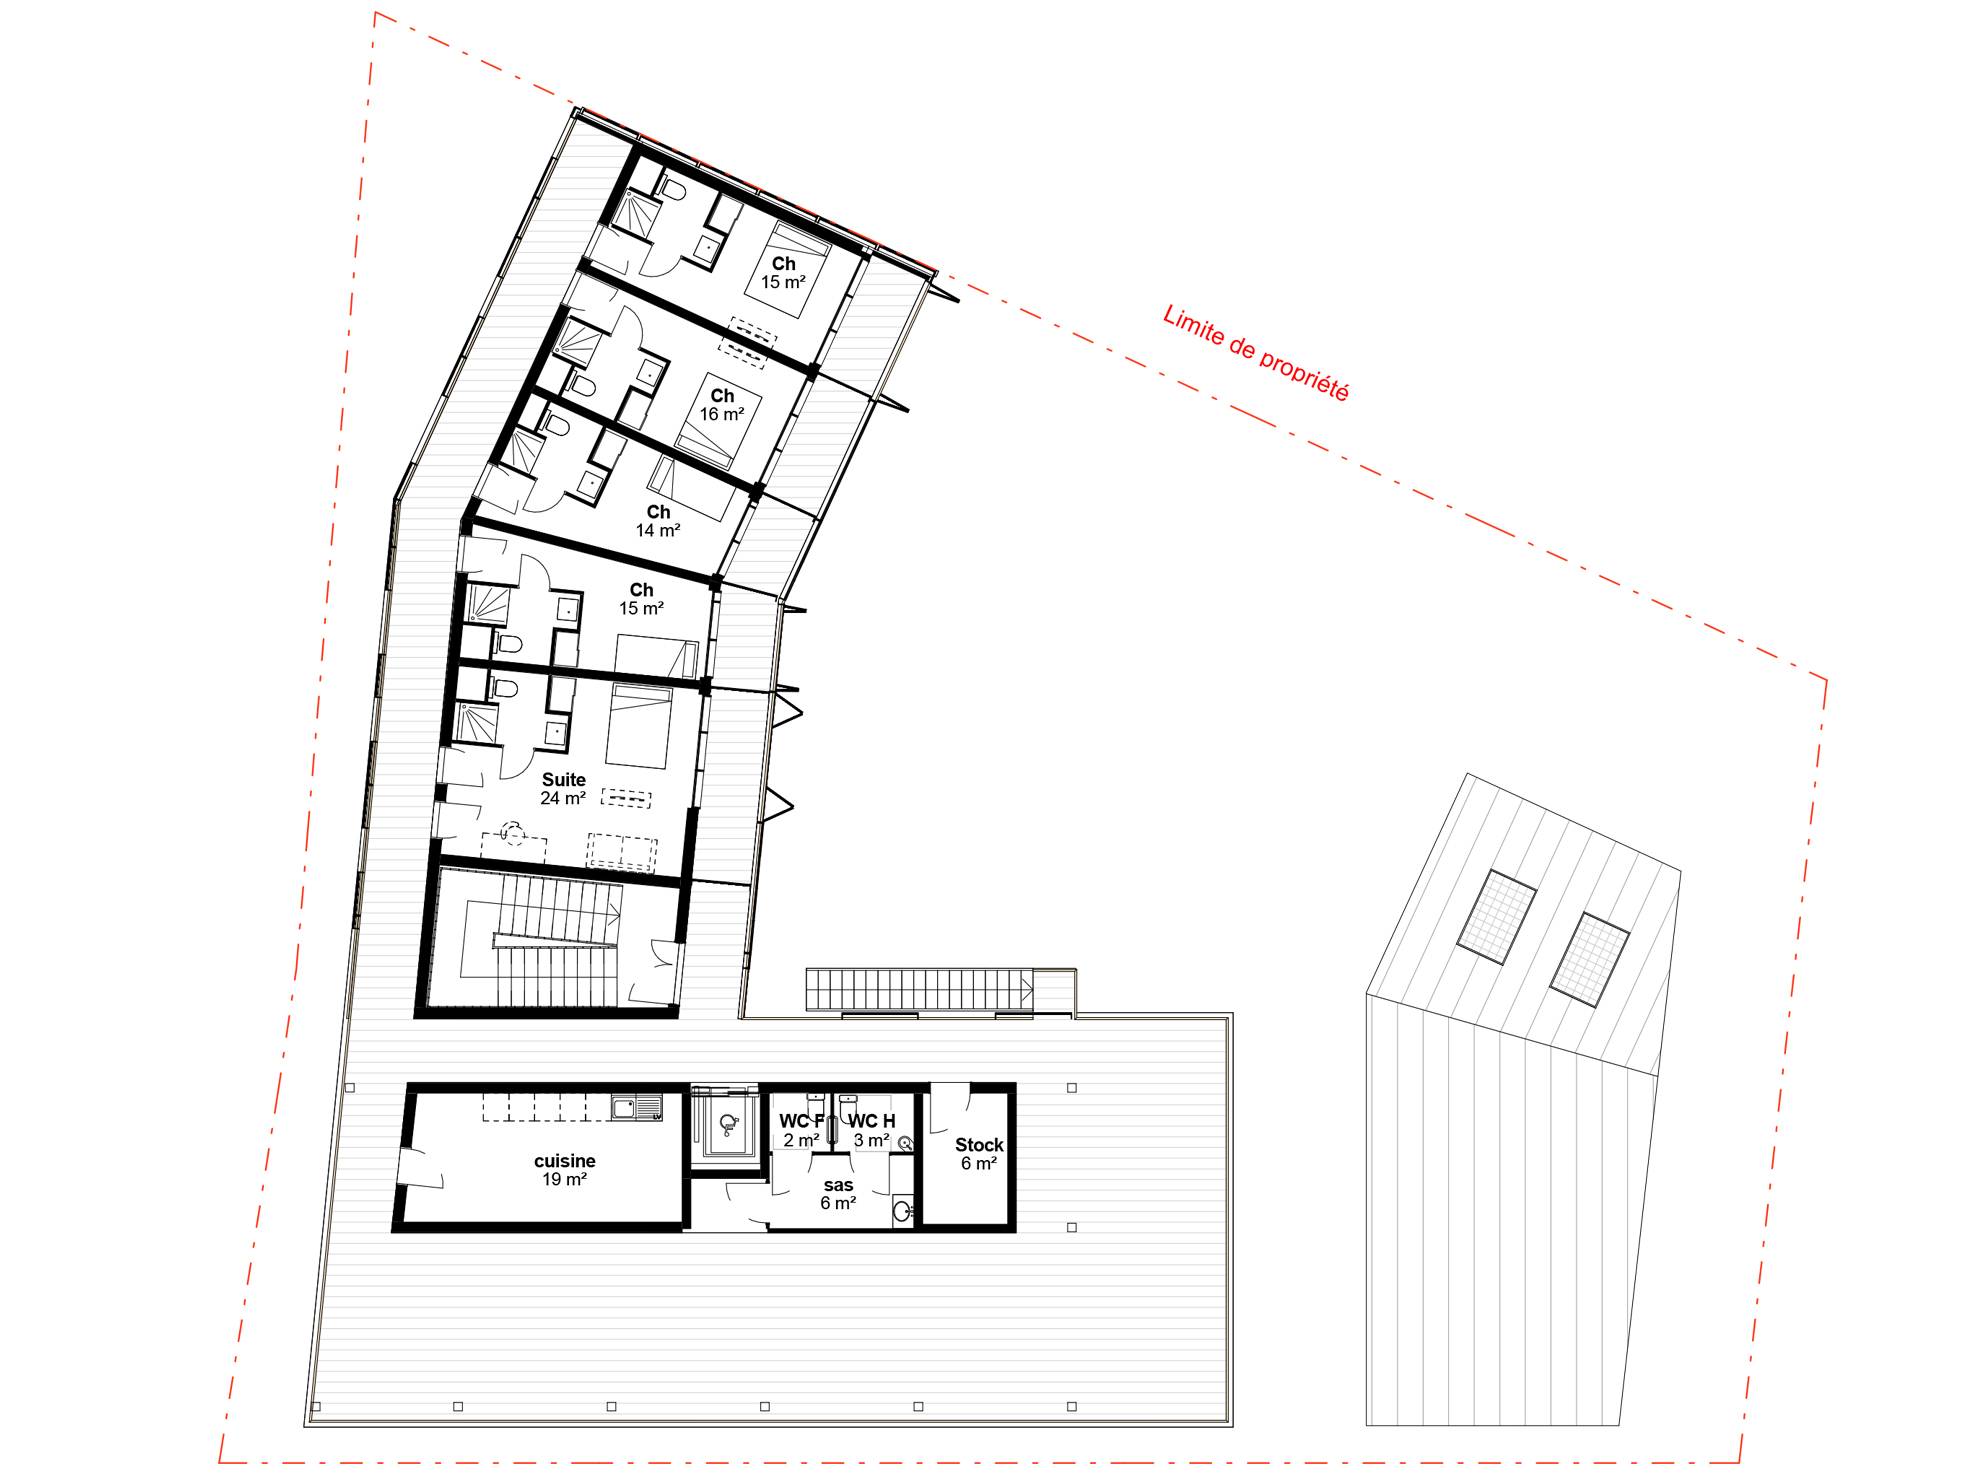 Limite de propriété
Ch
15 m²
Ch
16 m²
Ch
14 m²
Ch
15 m²
Suite
24 m²
cuisine
19 m²
LV
WC F
2 m²
WC H
3 m²
sas
6 m²
Stock
6 m²